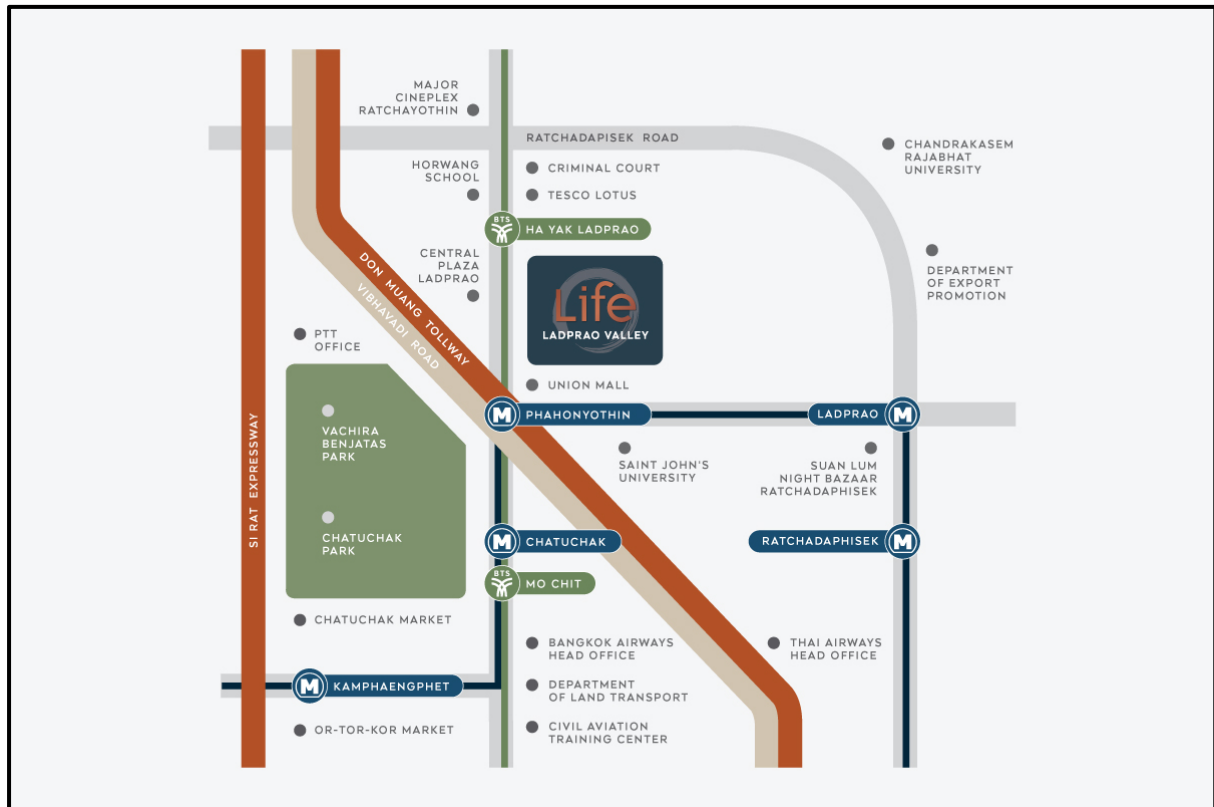 MAJOR
CINEPLEX
RATCHAYOTHIN
RATCHADAPISEK ROAD
CHANDRAKASEM
RAJABHAT
UNIVERSITY
HORWANG
SCHOOL
CRIMINAL COURT
TESCO LOTUS
BTS
HA YAK LADPRAO
CENTRAL
PLAZA
LADPRAO
DON MUANG TOLLWAY
VIBHAVADI ROAD
Life
LADPRAO VALLEY
DEPARTMENT
OF EXPORT
PROMOTION
PTT
OFFICE
UNION MALL
M
PHAHONYOTHIN
LADPRAO
M
VACHIRA
BENJATAS
PARK
SI RAT EXPRESSWAY
SAINT JOHN'S
UNIVERSITY
SUAN LUM
NIGHT BAZAAR
RATCHADAPHISEK
CHATUCHAK
PARK
M
CHATUCHAK
RATCHADAPHISEK
M
BTS
MO CHIT
CHATUCHAK MARKET
BANGKOK AIRWAYS
HEAD OFFICE
THAI AIRWAYS
HEAD OFFICE
M
KAMPHAENGPHET
DEPARTMENT
OF LAND TRANSPORT
OR-TOR-KOR MARKET
CIVIL AVIATION
TRAINING CENTER